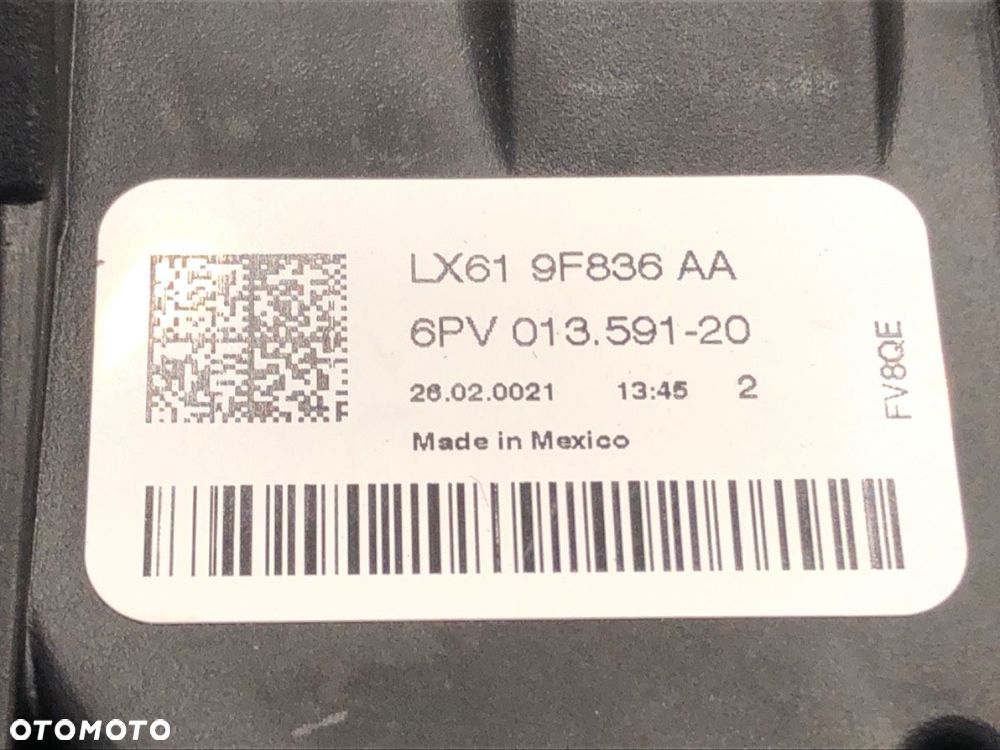 LX61 9F836 AA
6PV 013.591-20
26.02.0021 13:45 2
Made in Mexico
FV8QE
OTOMOTO